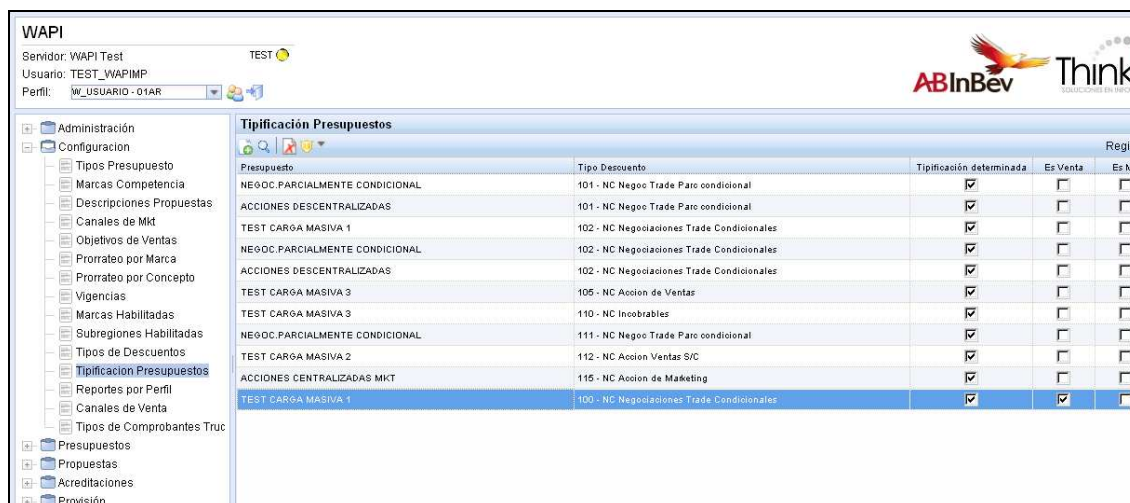 WAPI
Servidor: WAPI Test TEST
Usuario: TEST_WAPIMP
Perfil: W_USUARIO - 01AR
ABInBev
Think
SOLUCIONES EN INFO
Administración
Configuracion
Tipos Presupuesto
Marcas Competencia
Descripciones Propuestas
Canales de Mkt
Objetivos de Ventas
Prorrateo por Marca
Prorrateo por Concepto
Vigencias
Marcas Habilitadas
Subregiones Habilitadas
Tipos de Descuentos
Tipificacion Presupuestos
Reportes por Perfil
Canales de Venta
Tipos de Comprobantes Truc
Presupuestos
Propuestas
Acreditaciones
Provisión
Tipificación Presupuestos
Regi
Presupuesto Tipo Descuento Tipificación determinada Es Venta Es M
NEGOC.PARCIALMENTE CONDICIONAL 101 - NC Negoc Trade Parc condicional
ACCIONES DESCENTRALIZADAS 101 - NC Negoc Trade Parc condicional
TEST CARGA MASIVA 1 102 - NC Negociaciones Trade Condicionales
NEGOC.PARCIALMENTE CONDICIONAL 102 - NC Negociaciones Trade Condicionales
ACCIONES DESCENTRALIZADAS 102 - NC Negociaciones Trade Condicionales
TEST CARGA MASIVA 3 105 - NC Accion de Ventas
TEST CARGA MASIVA 3 110 - NC Incobrables
NEGOC.PARCIALMENTE CONDICIONAL 111 - NC Negoc Trade Parc condicional
TEST CARGA MASIVA 2 112 - NC Accion Ventas S/C
ACCIONES CENTRALIZADAS MKT 115 - NC Accion de Marketing
TEST CARGA MASIVA 1 100 - NC Negociaciones Trade Condicionales